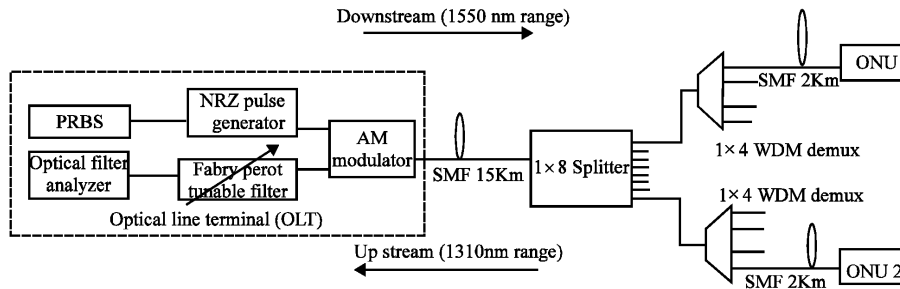 Downstream (1550 nm range)
PRBS
NRZ pulse
generator
AM
modulator
Optical filter
analyzer
Fabry perot
tunable filter
Optical line terminal (OLT)
SMF 15Km
1×8 Splitter
SMF 2Km
ONU
1×4 WDM demux
1×4 WDM demux
SMF 2Km
ONU 2
Up stream (1310nm range)